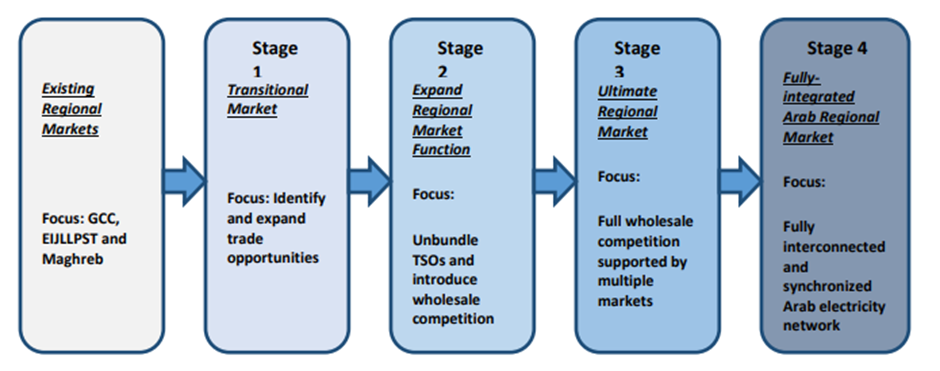 Existing
Regional
Markets
Focus: GCC,
EIJLLPST and
Maghreb
Stage
1
Transitional
Market
Focus: Identify
and expand
trade
opportunities
Stage
2
Expand
Regional
Market
Function
Focus:
Unbundle
TSOs and
introduce
wholesale
competition
Stage
3
Ultimate
Regional
Market
Focus:
Full wholesale
competition
supported by
multiple
markets
Stage 4
Fully-
integrated
Arab Regional
Market
Focus:
Fully
interconnected
and
synchronized
Arab electricity
network